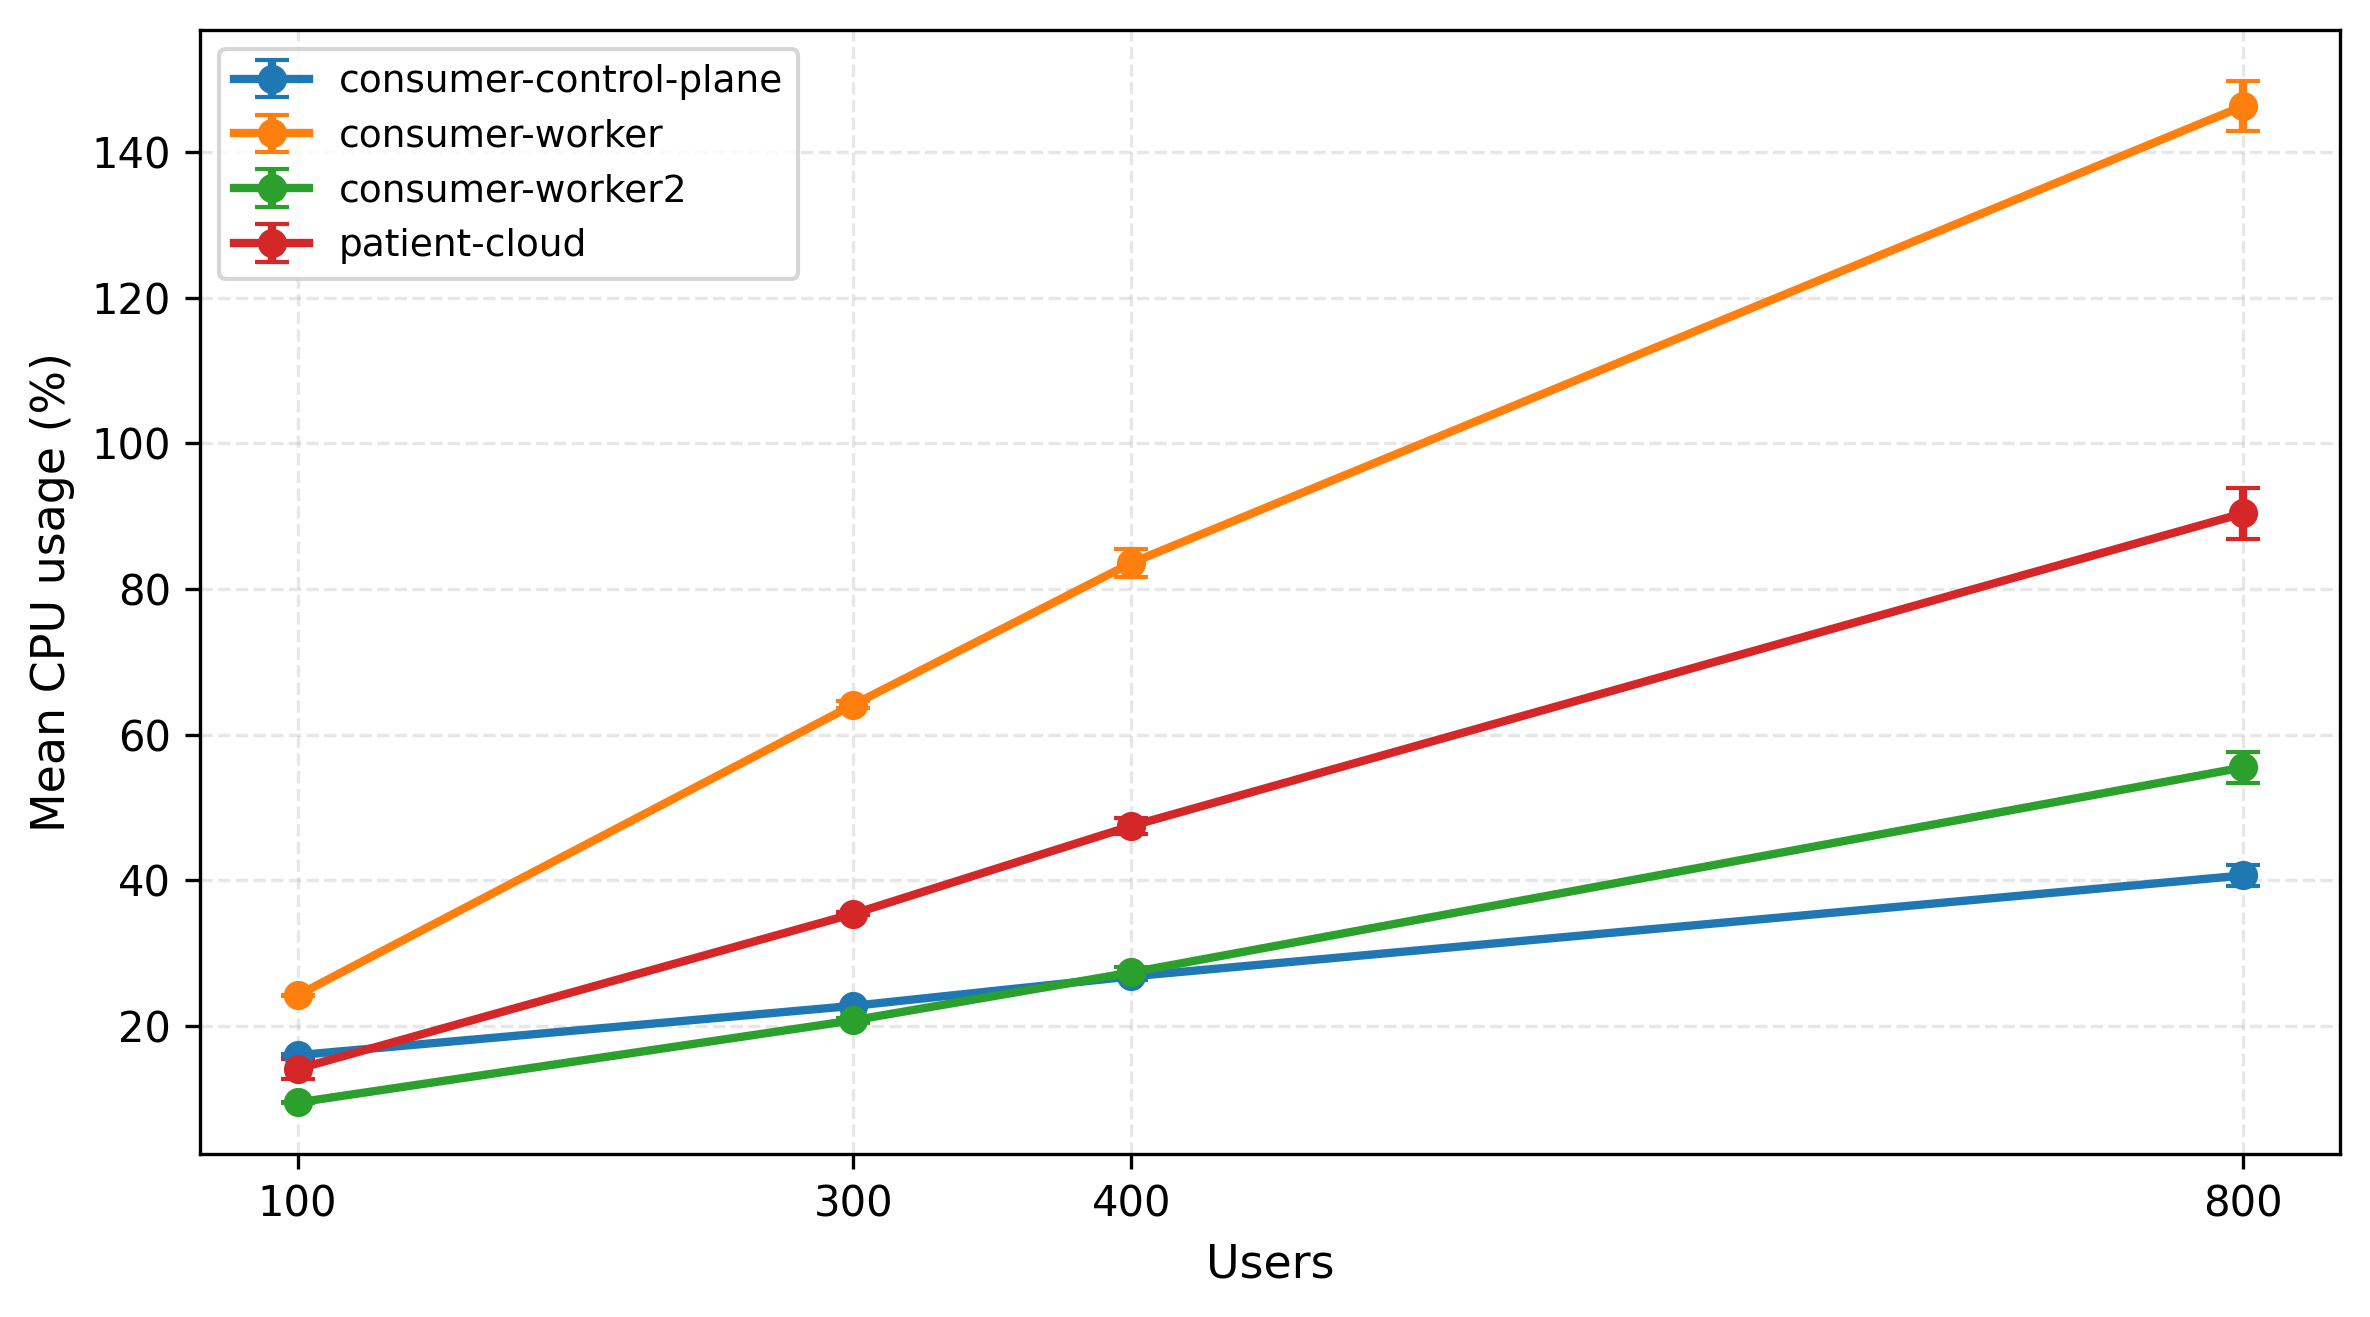 consumer-control-plane
consumer-worker
consumer-worker2
patient-cloud
Mean CPU usage (%)
140
120
100
80
60
40
20
100 300 400 800
Users